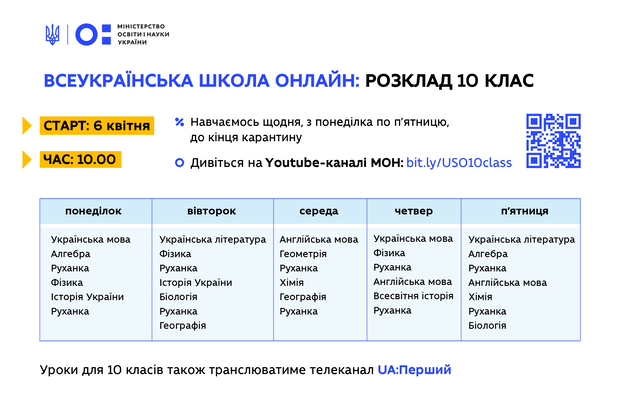 МІНІСТЕРСТВО
ОСВІТИ І НАУКИ
УКРАЇНИ
ВСЕУКРАЇНСЬКА ШКОЛА ОНЛАЙН: РОЗКЛАД 10 КЛАС
СТАРТ: 6 квітня
ЧАС: 10.00
Навчаємось щодня, з понеділка по п’ятницю,
до кінця карантину
Дивіться на Youtube-каналі МОН: bit.ly/USO10class
понеділок
Українська мова
Алгебра
Руханка
Фізика
Історія України
Руханка
вівторок
Українська література
Фізика
Руханка
Історія України
Біологія
Руханка
Географія
середа
Англійська мова
Геометрія
Руханка
Хімія
Географія
Руханка
четвер
Українська мова
Фізика
Руханка
Англійська мова
Всесвітня історія
Руханка
п’ятниця
Українська література
Алгебра
Руханка
Англійська мова
Хімія
Руханка
Біологія
Уроки для 10 класів також транслюватиме телеканал UA:Перший